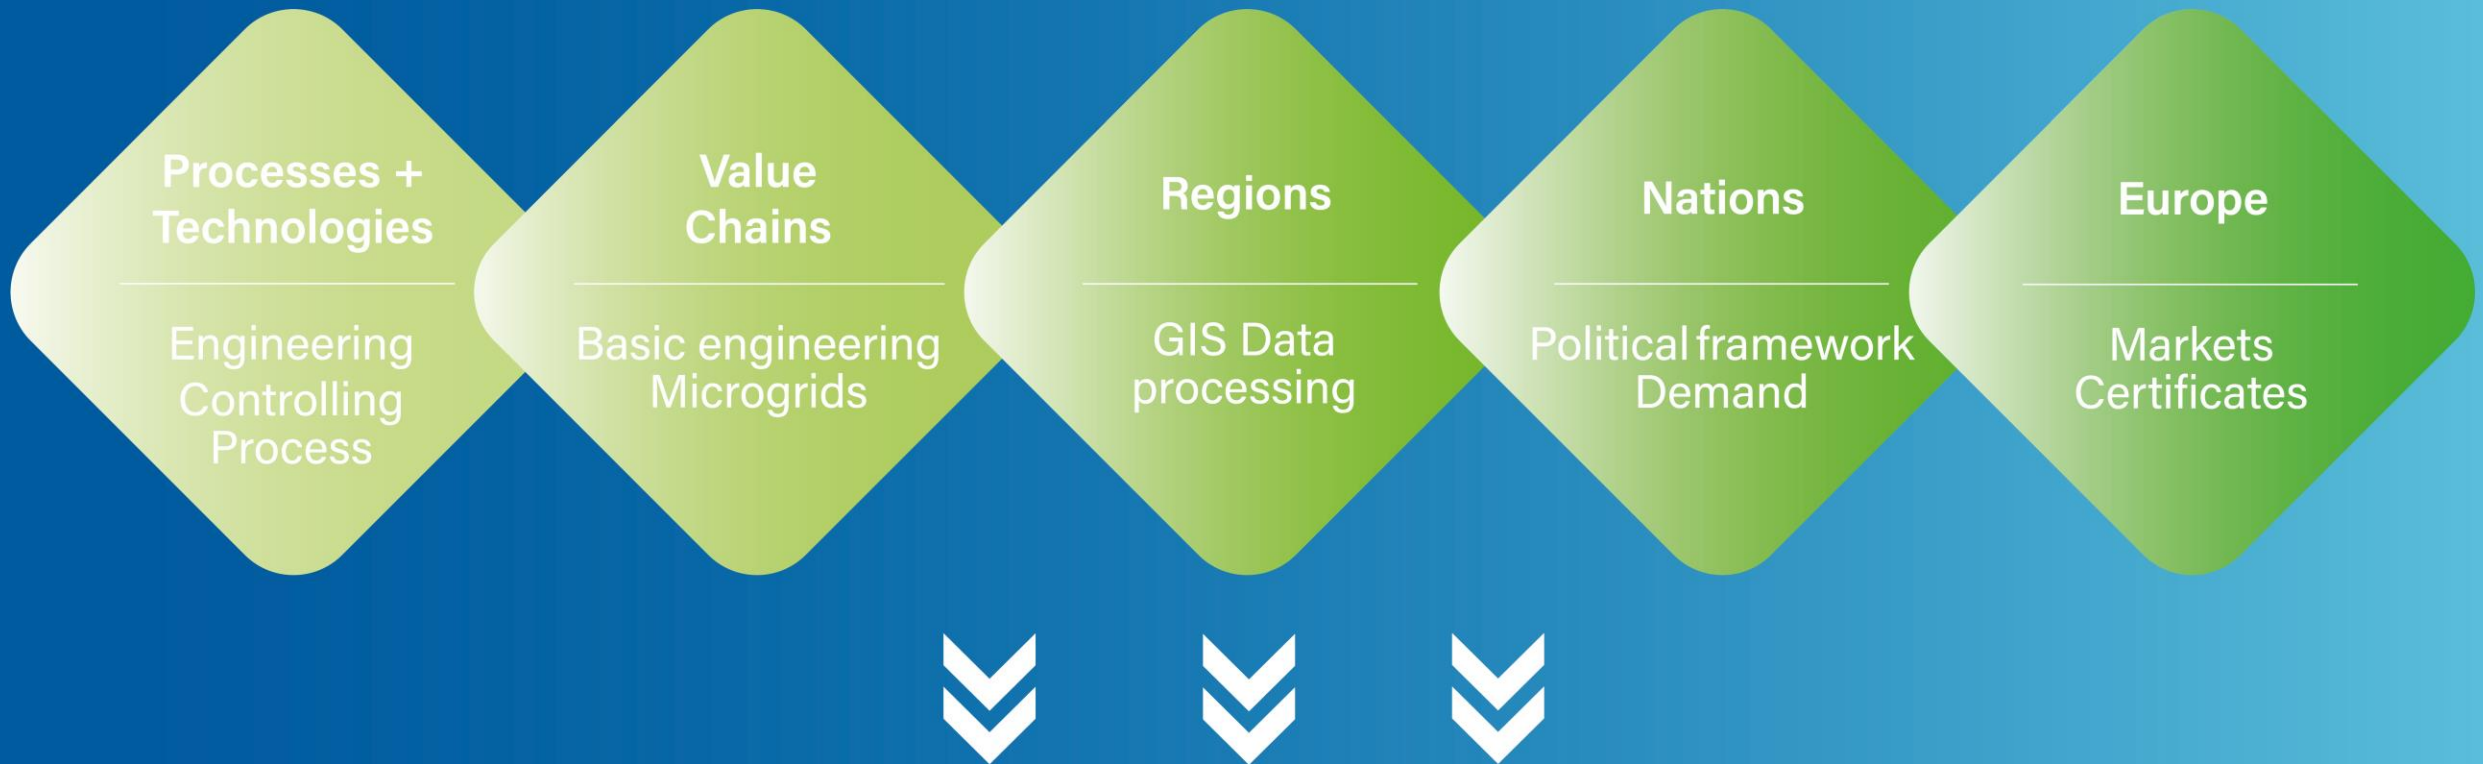 Processes +
Technologies
Engineering
Controlling
Process
Value
Chains
Basic engineering
Microgrids
Regions
GIS Data
processing
Nations
Political framework
Demand
Europe
Markets
Certificates